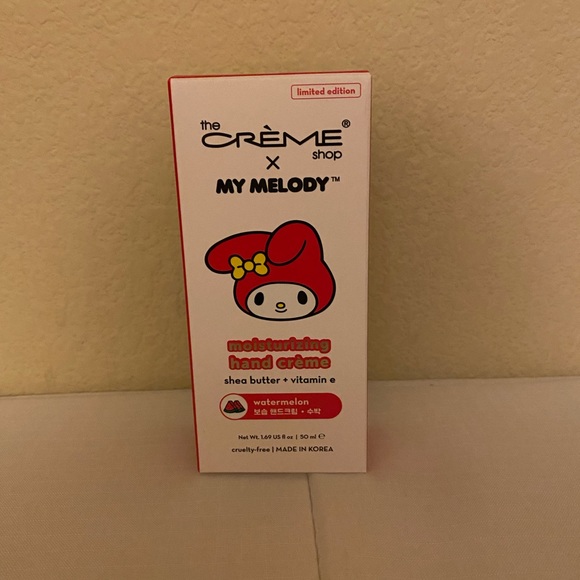 limited edition
the
CRÈME®
shop
X
MY MELODY™
moisturizing
hand crème
shea butter + vitamin e
watermelon
보습 핸드크림 • 수박
Net Wt. 1.69 US fl oz | 50 ml ℮
cruelty-free | MADE IN KOREA